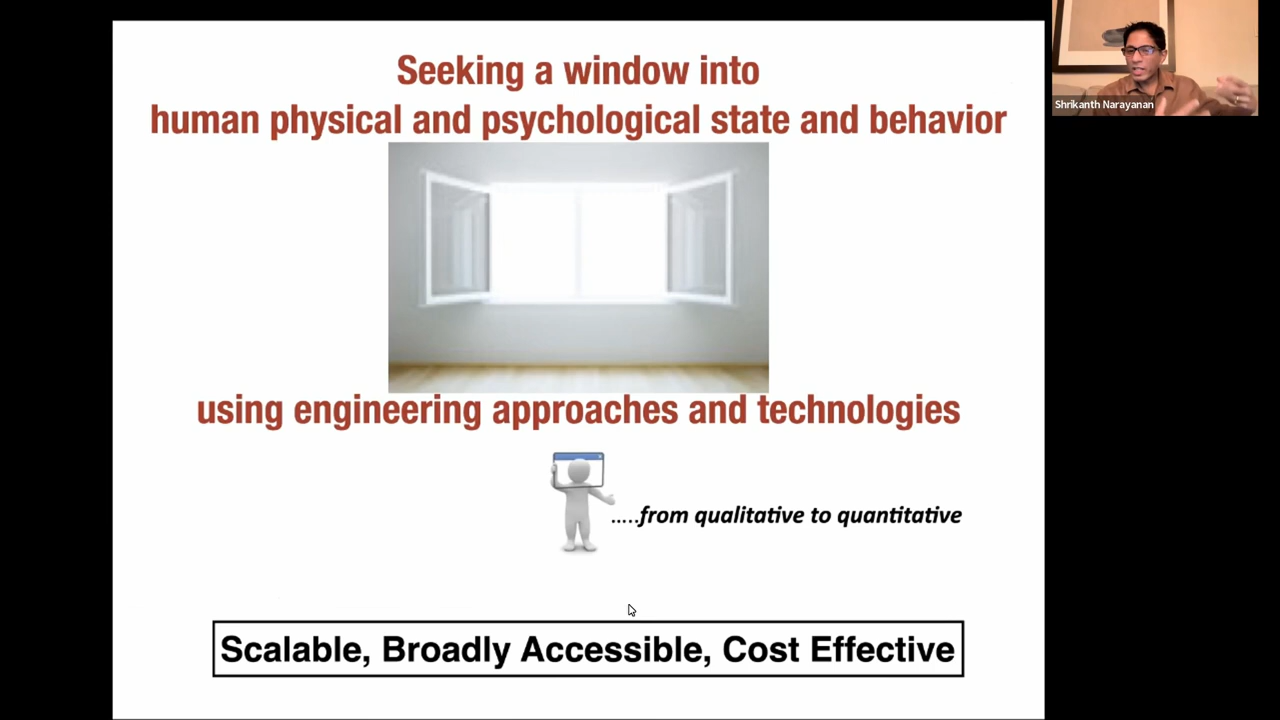 Seeking a window into
human physical and psychological state and behavior
using engineering approaches and technologies
.....from qualitative to quantitative
Scalable, Broadly Accessible, Cost Effective
Shrikanth Narayanan